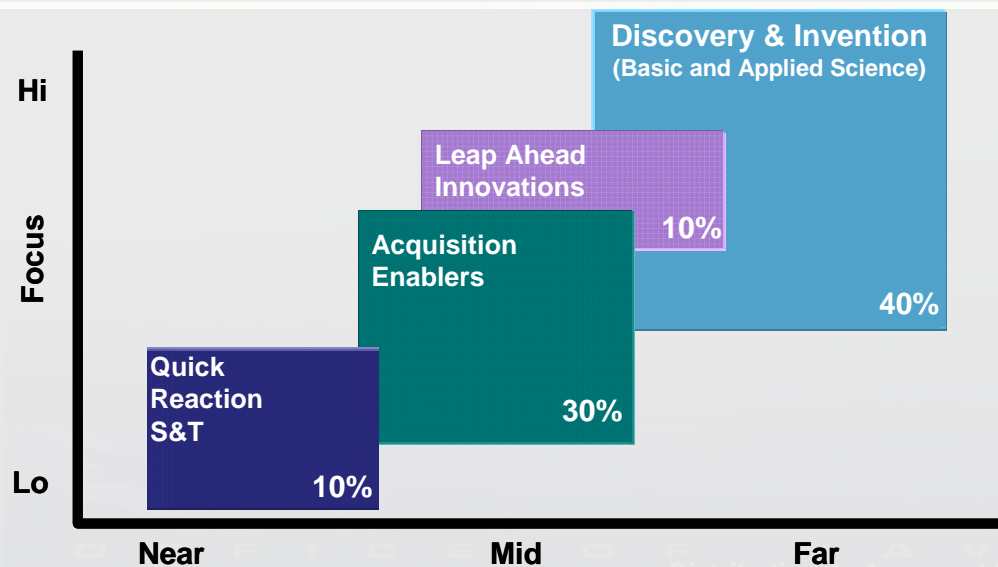 Discovery & Invention
(Basic and Applied Science)
Hi
Leap Ahead
Innovations
10%
Focus
Acquisition
Enablers
40%
Quick
Reaction
S&T
30%
Lo
10%
Near
Mid
Far